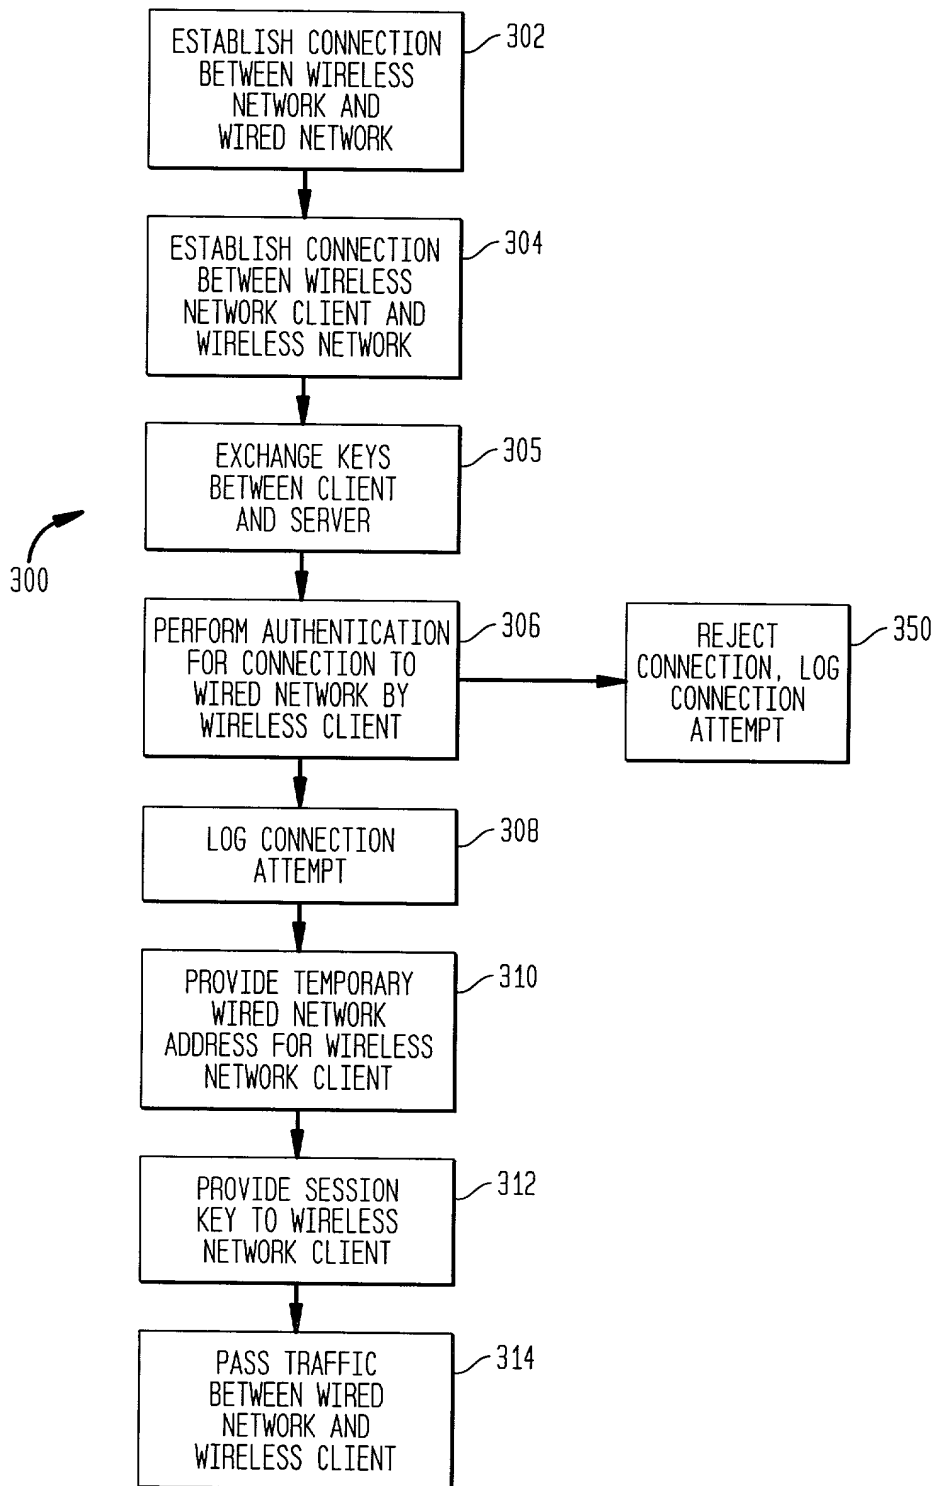 ESTABLISH CONNECTION
BETWEEN WIRELESS
NETWORK AND
WIRED NETWORK
302
ESTABLISH CONNECTION
BETWEEN WIRELESS
NETWORK CLIENT AND
WIRELESS NETWORK
304
EXCHANGE KEYS
BETWEEN CLIENT
AND SERVER
305
300
PERFORM AUTHENTICATION
FOR CONNECTION TO
WIRED NETWORK BY
WIRELESS CLIENT
306
REJECT
CONNECTION, LOG
CONNECTION
ATTEMPT
350
LOG CONNECTION
ATTEMPT
308
PROVIDE TEMPORARY
WIRED NETWORK
ADDRESS FOR WIRELESS
NETWORK CLIENT
310
PROVIDE SESSION
KEY TO WIRELESS
NETWORK CLIENT
312
PASS TRAFFIC
BETWEEN WIRED
NETWORK AND
WIRELESS CLIENT
314